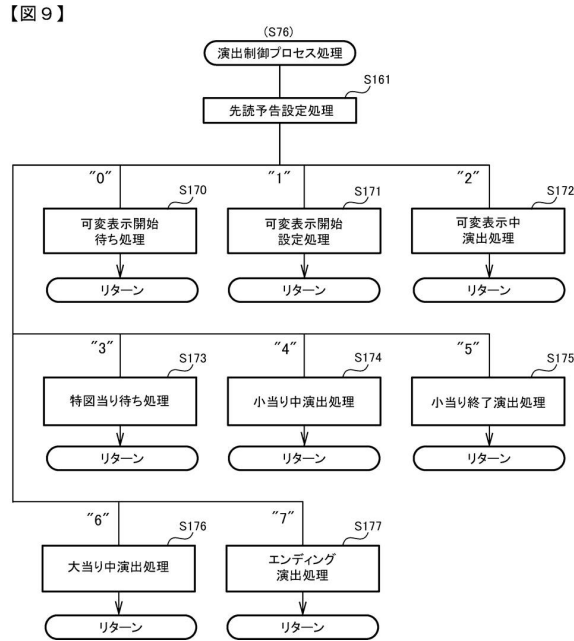 【図９】
(S76)
演出制御プロセス処理
S161
先読予告設定処理
"0"
"1"
"2"
S170
S171
S172
可変表示開始
待ち処理
可変表示開始
設定処理
可変表示中
演出処理
リターン
リターン
リターン
"3"
"4"
"5"
S173
S174
S175
特図当り待ち処理
小当り中演出処理
小当り終了演出処理
リターン
リターン
リターン
"6"
"7"
S176
S177
大当り中演出処理
エンディング
演出処理
リターン
リターン